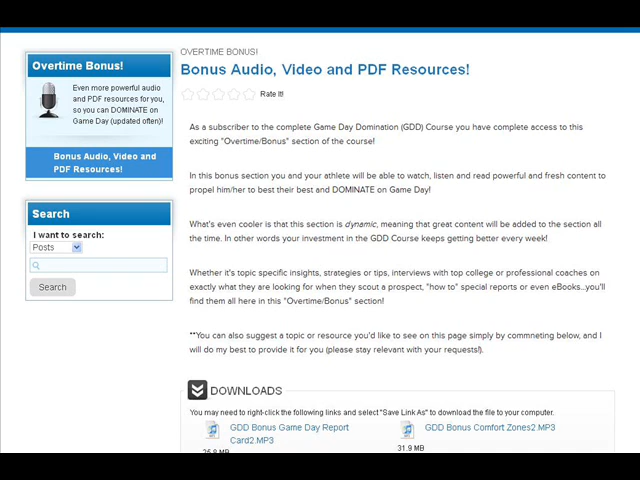 Overtime Bonus!
Even more powerful audio
and PDF resources for you,
so you can DOMINATE on
Game Day (updated often)!
Bonus Audio, Video and
PDF Resources!
Search
I want to search:
Posts
Search
OVERTIME BONUS!
Bonus Audio, Video and PDF Resources!
Rate It!
As a subscriber to the complete Game Day Domination (GDD) Course you have complete access to this
exciting "Overtime/Bonus" section of the course!
In this bonus section you and your athlete will be able to watch, listen and read powerful and fresh content to
propel him/her to best their best and DOMINATE on Game Day!
What's even cooler is that this section is dynamic, meaning that great content will be added to the section all
the time. In other words your investment in the GDD Course keeps getting better every week!
Whether it's topic specific insights, strategies or tips, interviews with top college or professional coaches on
exactly what they are looking for when they scout a prospect, "how to" special reports or even eBooks...you'll
find them all here in this "Overtime/Bonus" section!
**You can also suggest a topic or resource you'd like to see on this page simply by commneting below, and I
will do my best to provide it for you (please stay relevant with your requests!).
DOWNLOADS
You may need to right-click the following links and select "Save Link As" to download the file to your computer.
GDD Bonus Game Day Report
Card2.MP3
GDD Bonus Comfort Zones2.MP3
31.9 MB